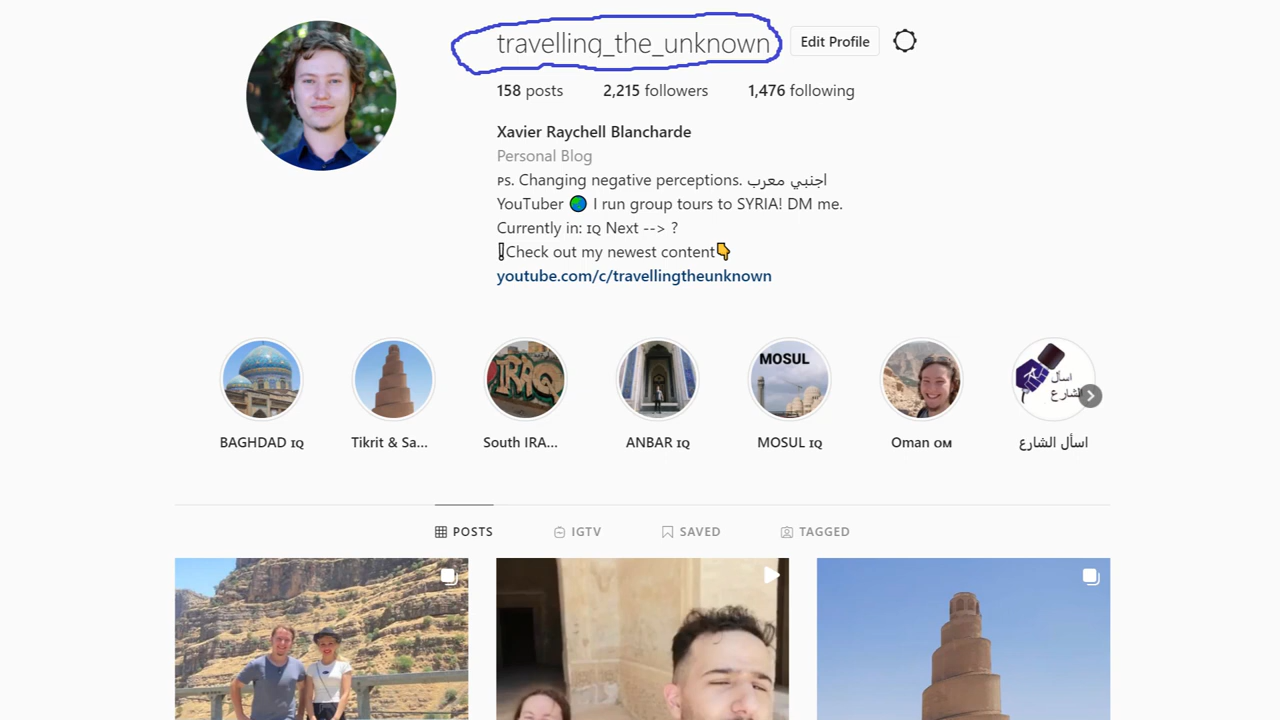 travelling_the_unknown Edit Profile
158 posts 2,215 followers 1,476 following
Xavier Raychell Blancharde
Personal Blog
ᴘs. Changing negative perceptions. اجنبي معرب
YouTuber 🌏 I run group tours to SYRIA! DM me.
Currently in: ɪǫ Next --> ?
Check out my newest content👇
youtube.com/c/travellingtheunknown
MOSUL
IRAQ
اسأل
الشارع
BAGHDAD ɪǫ Tikrit & Sa... South IRA... ANBAR ɪǫ MOSUL ɪǫ Oman ᴏᴍ اسأل الشارع
POSTS IGTV SAVED TAGGED